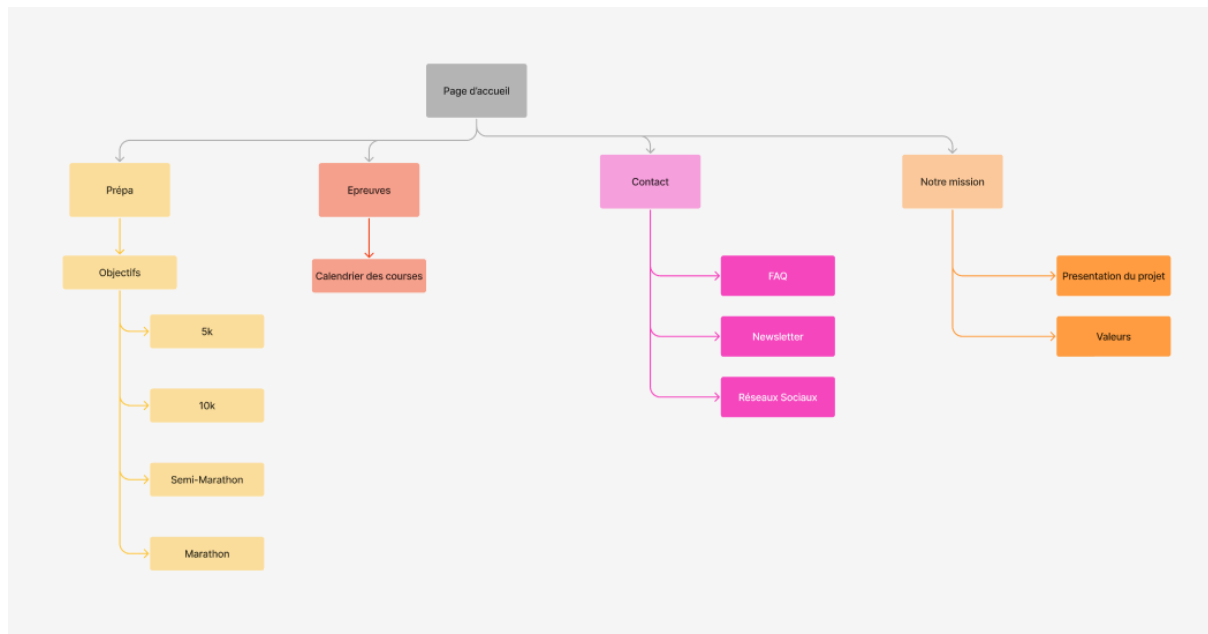 Page d'accueil
Prépa
Epreuves
Contact
Notre mission
Objectifs
Calendrier des courses
FAQ
Presentation du projet
5k
Newsletter
Valeurs
10k
Réseaux Sociaux
Semi-Marathon
Marathon